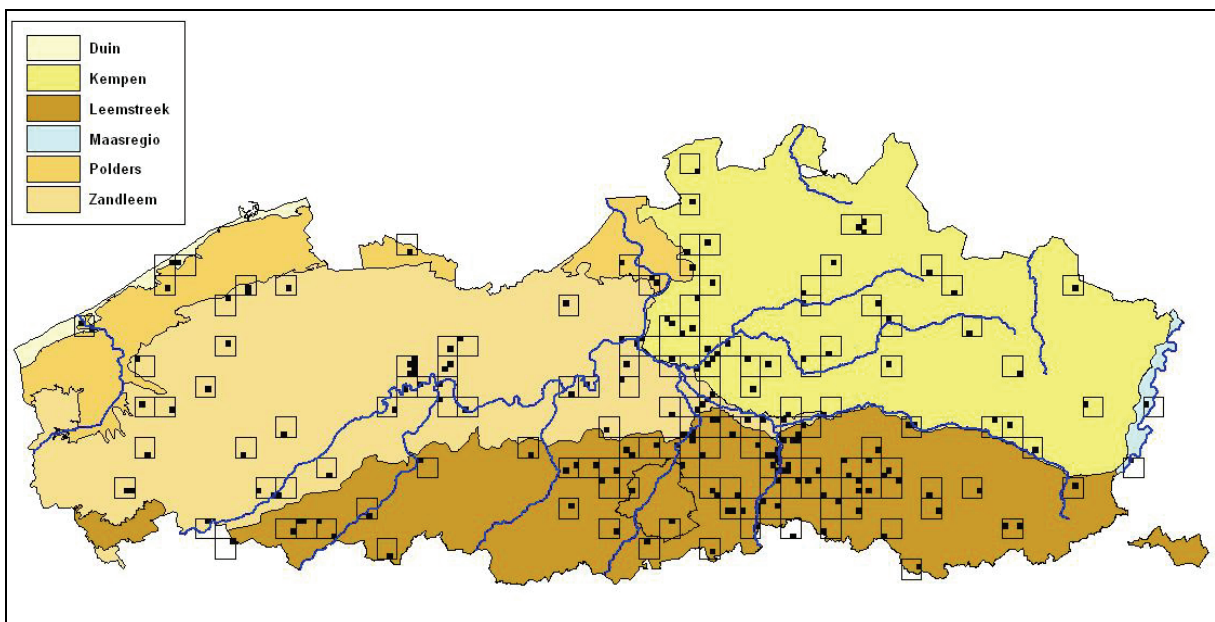 Duin
Kempen
Leemstreek
Maasregio
Polders
Zandleem